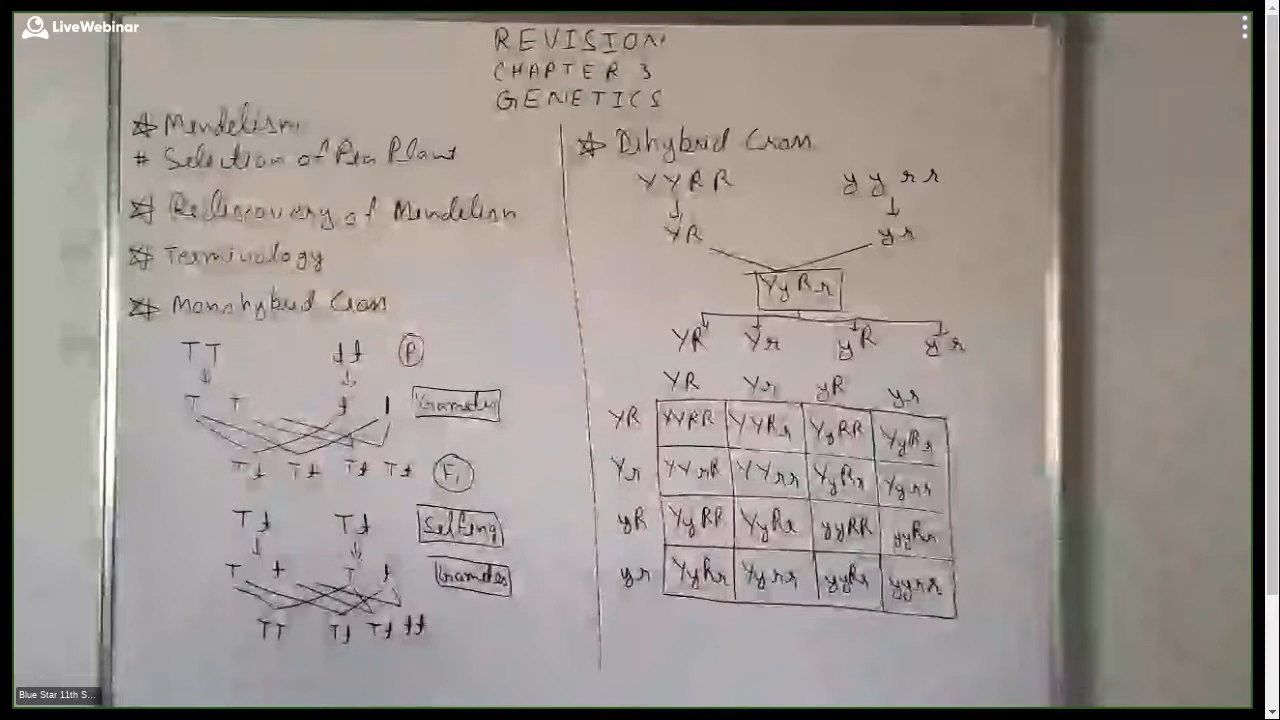 LiveWebinar
REVISION
CHAPTER 3
GENETICS
Mendelism
# Selection of Pea Plant
Rediscovery of Mendelism
Terminology
Monohybrid Cross
TT tt P
T T t t Gametes
Tt Tt Tt Tt F1
Tt Tt Selfing
T t T t Gametes
TT Tt Tt tt
Dihybrid Cross
YYRR yyrr
YR yr
YyRr
YR Yr yR yr
YR Yr yR yr
YR YYRR YYRr YyRR YyRr
Yr YYrR YYrr YyRr Yyrr
yR YyRR YyRr yyRR yyRr
yr YyRr Yyrr yyRr yyrr
Blue Star 11th S...